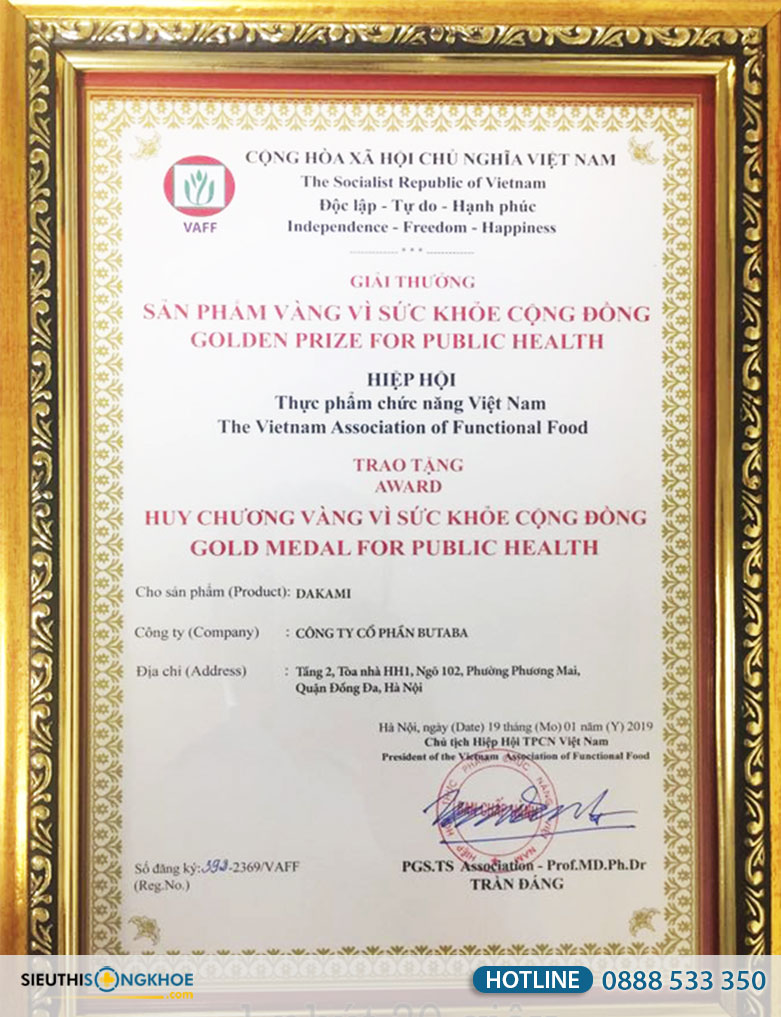 CỘNG HÒA XÃ HỘI CHỦ NGHĨA VIỆT NAM
The Socialist Republic of Vietnam
Độc lập - Tự do - Hạnh phúc
Independence - Freedom - Happiness
VAFF
GIẢI THƯỞNG
SẢN PHẨM VÀNG VÌ SỨC KHỎE CỘNG ĐỒNG
GOLDEN PRIZE FOR PUBLIC HEALTH
HIỆP HỘI
Thực phẩm chức năng Việt Nam
The Vietnam Association of Functional Food
TRAO TẶNG
AWARD
HUY CHƯƠNG VÀNG VÌ SỨC KHỎE CỘNG ĐỒNG
GOLD MEDAL FOR PUBLIC HEALTH
Cho sản phẩm (Product): DAKAMI
Công ty (Company) : CÔNG TY CỔ PHẦN BUTABA
Địa chỉ (Address) : Tầng 2, Tòa nhà HH1, Ngõ 102, Phường Phương Mai,
Quận Đống Đa, Hà Nội
Hà Nội, ngày (Date) 19 tháng (Mo) 01 năm (Y) 2019
Chủ tịch Hiệp Hội TPCN Việt Nam
President of the Vietnam Association of Functional Food
Số đăng ký: -2369/VAFF
(Reg.No.)
PGS.TS Association - Prof.MD.Ph.Dr
TRẦN ĐÁNG
SIEUTHISONGKHOE
.com
HOTLINE 0888 533 350